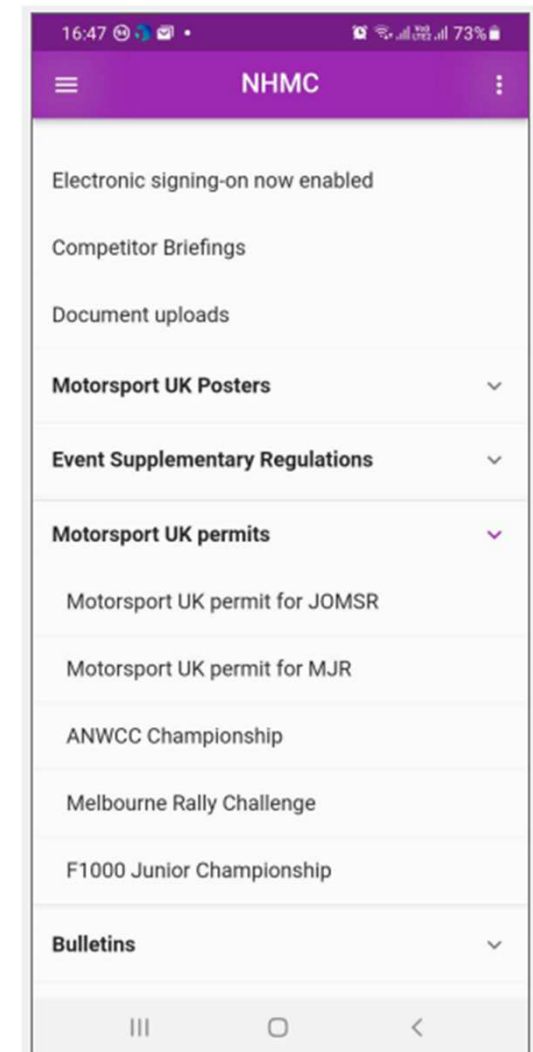 16:47
73%
NHMC
Electronic signing-on now enabled
Competitor Briefings
Document uploads
Motorsport UK Posters
Event Supplementary Regulations
Motorsport UK permits
Motorsport UK permit for JOMSR
Motorsport UK permit for MJR
ANWCC Championship
Melbourne Rally Challenge
F1000 Junior Championship
Bulletins